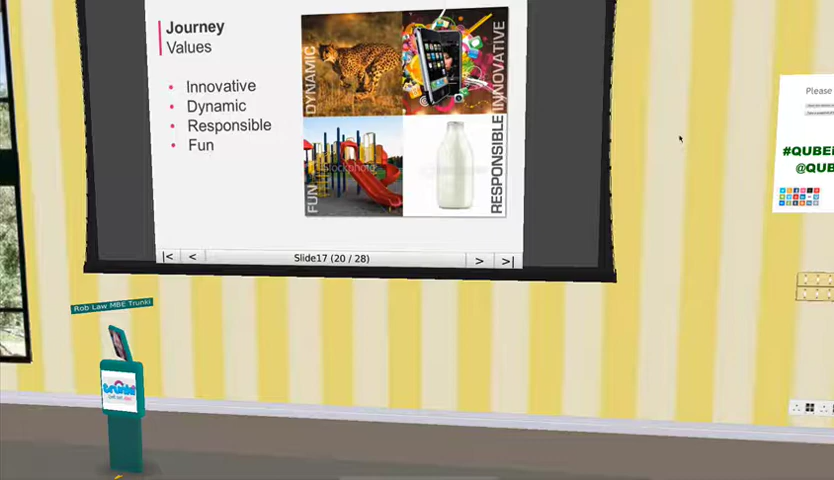 Journey
Values
• Innovative
• Dynamic
• Responsible
• Fun
DYNAMIC
INNOVATIVE
FUN
RESPONSIBLE
|< < Slide17 (20 / 28) > >|
Rob Law MBE Trunki
trunki
Please
#QUBE
@QUB